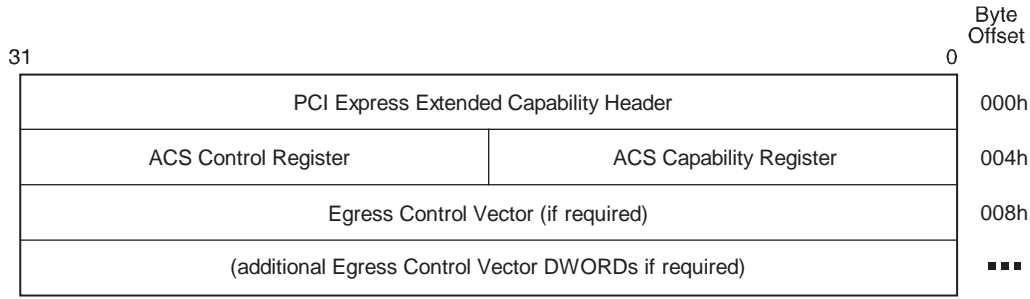 Byte
Offset
31 0
PCI Express Extended Capability Header 000h
ACS Control Register ACS Capability Register 004h
Egress Control Vector (if required) 008h
(additional Egress Control Vector DWORDs if required) ...